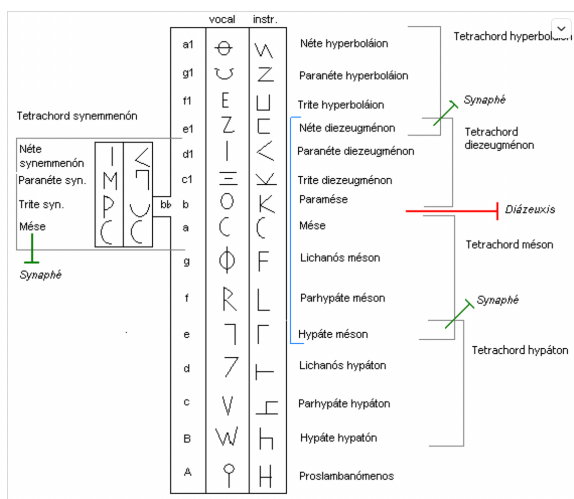 vocal instr.
a1 ϴ Néte hyperboláion
Tetrachord hyperboláion
g1 Z Paranéte hyperboláion
f1 E ⊔ Trite hyperboláion
Synaphé
e1 Z ⊏ Néte diezeugménon
Tetrachord
diezeugménon
d1 I < Paranéte diezeugménon
c1 Ξ Trite diezeugménon
b O K Paramése
Diázeuxis
a C C Mése
Tetrachord méson
g Φ F Lichanós méson
f R L Parhypáte méson
Synaphé
e ㄱ Γ Hypáte méson
Tetrachord hypáton
d 7 ⊢ Lichanós hypáton
c V Parhypáte hypáton
B W h Hypáte hypatón
A H Proslambanómenos
Tetrachord synemmenón
Néte
synemmenón
I <
Paranéte syn. M
Trite syn. P bb
Mése C C
Synaphé